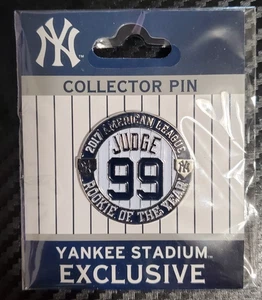 NY
COLLECTOR PIN
2017 AMERICAN LEAGUE
JUDGE
99
ROOKIE OF THE YEAR
YANKEE STADIUM
EXCLUSIVE